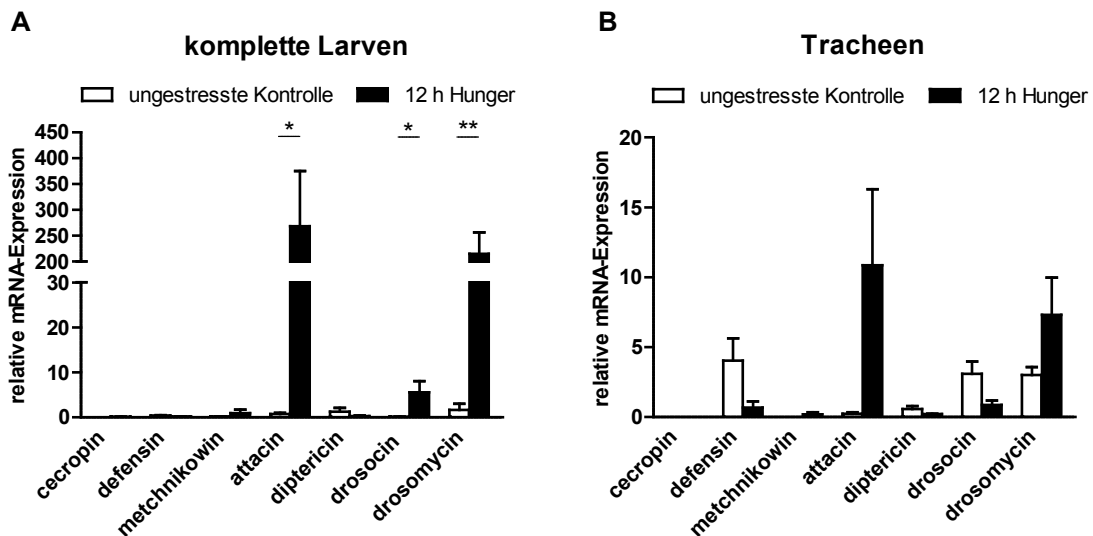 A
komplette Larven
ungestresste Kontrolle
12 h Hunger
relative mRNA-Expression
450
400
350
300
250
200
30
20
10
0
*
*
**
cecropin
defensin
metchnikowin
attacin
diptericin
drosocin
drosomycin
B
Tracheen
ungestresste Kontrolle
12 h Hunger
relative mRNA-Expression
20
15
10
5
0
cecropin
defensin
metchnikowin
attacin
diptericin
drosocin
drosomycin